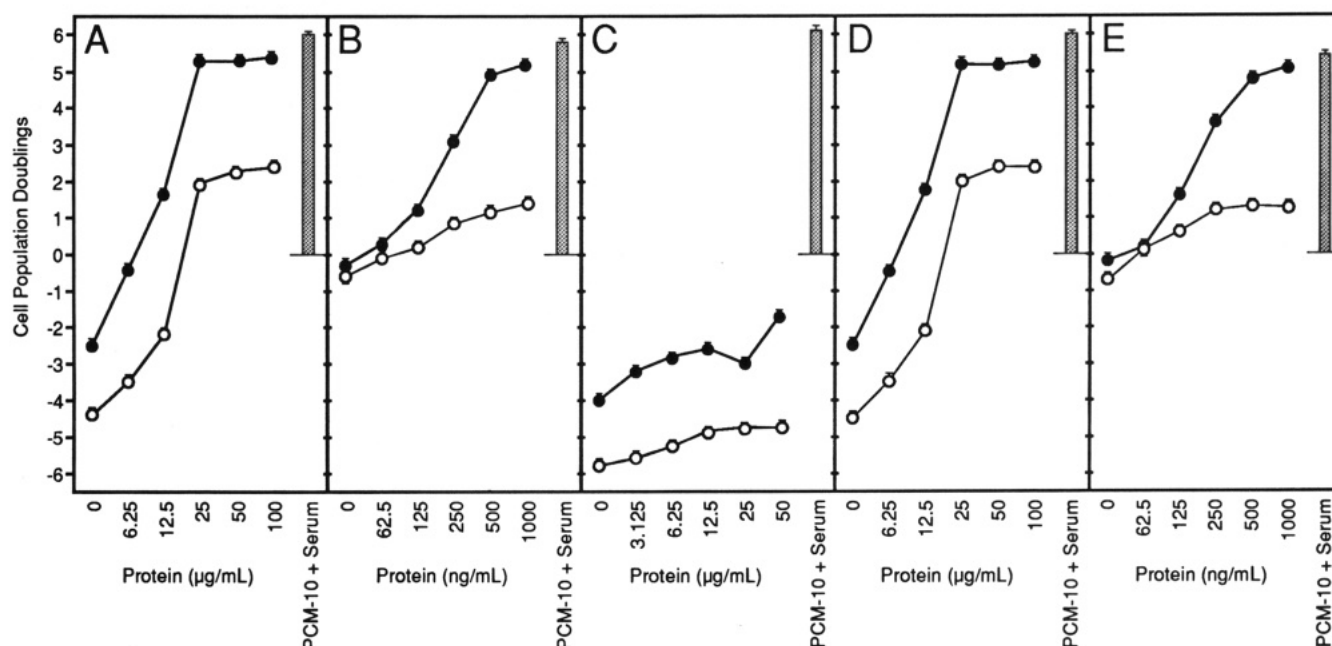 A B C D E
6
5
4
3
2
1
0
-1
-2
-3
-4
-5
-6
Cell Population Doublings
0 6.25 12.5 25 50 100 PCM-10 + Serum
Protein (µg/mL)
0 62.5 125 250 500 1000 PCM-10 + Serum
Protein (ng/mL)
0 3.125 6.25 12.5 25 50 PCM-10 + Serum
Protein (µg/mL)
0 6.25 12.5 25 50 100 PCM-10 + Serum
Protein (µg/mL)
0 62.5 125 250 500 1000 PCM-10 + Serum
Protein (ng/mL)